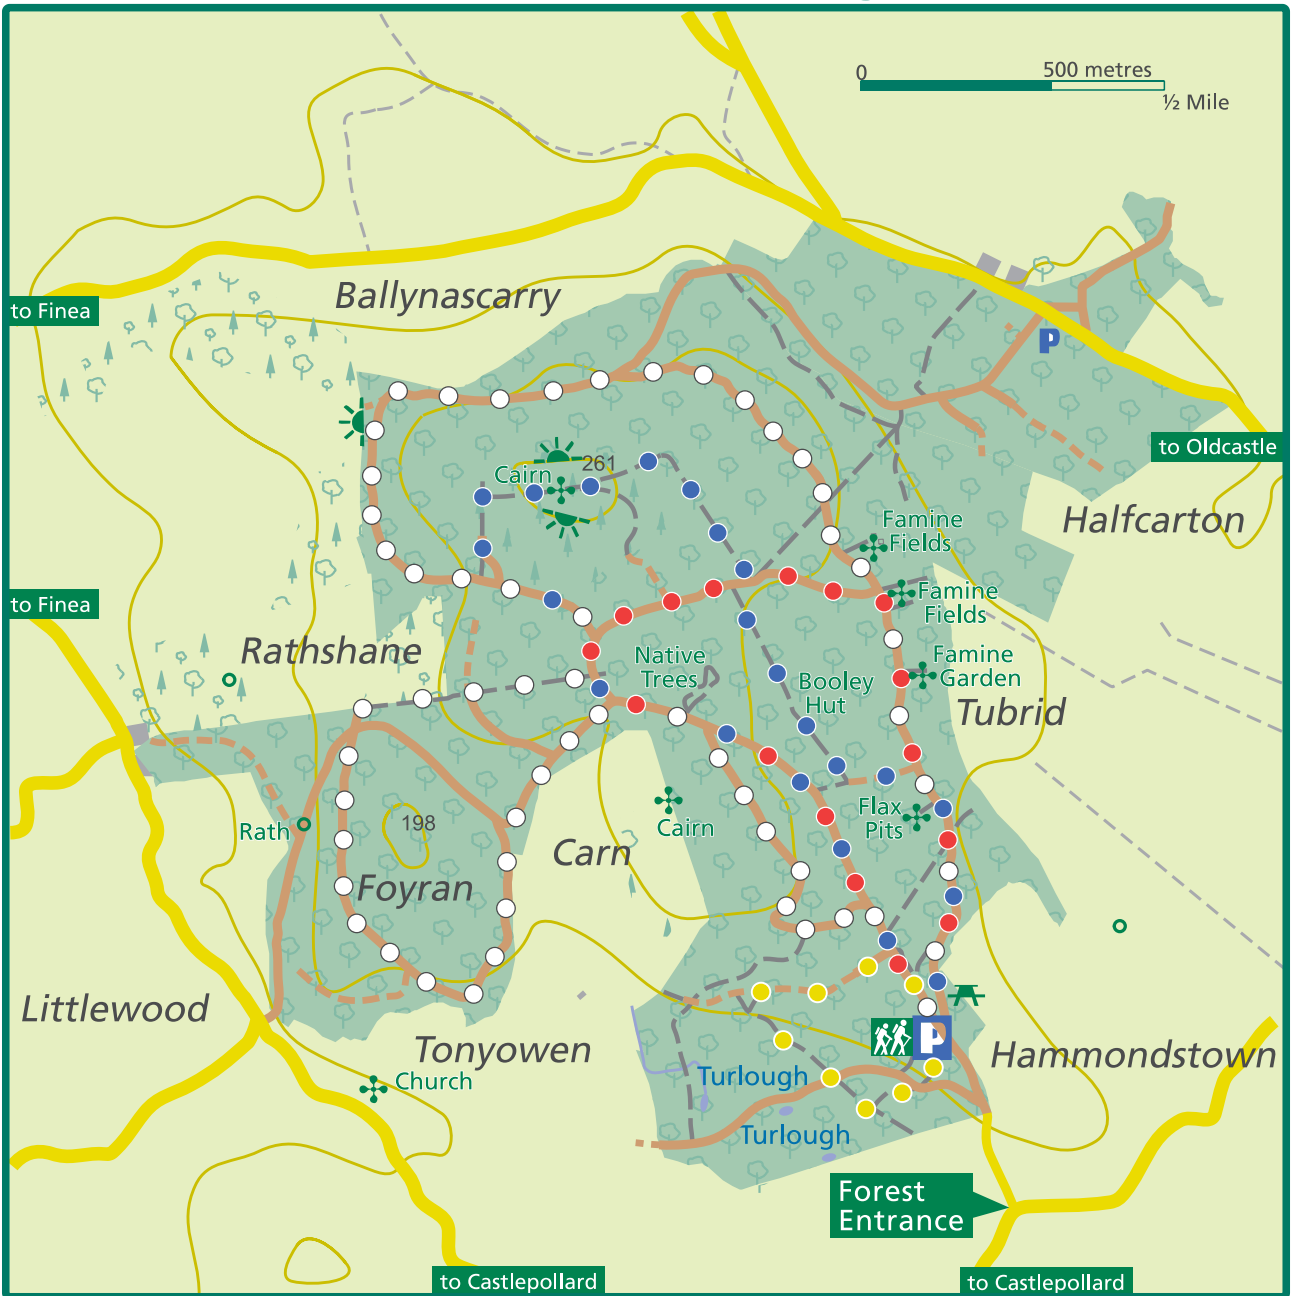 0
500 metres
½ Mile
Ballynascarry
to Finea
P
to Oldcastle
261
Cairn
Halfcarton
Famine
Fields
Famine
Fields
to Finea
Rathshane
Native
Trees
Famine
Garden
Booley
Hut
Tubrid
Flax
Pits
Rath
198
Cairn
Carn
Foyran
Littlewood
Tonyowen
P
Hammondstown
Church
Turlough
Turlough
Forest
Entrance
to Castlepollard
to Castlepollard